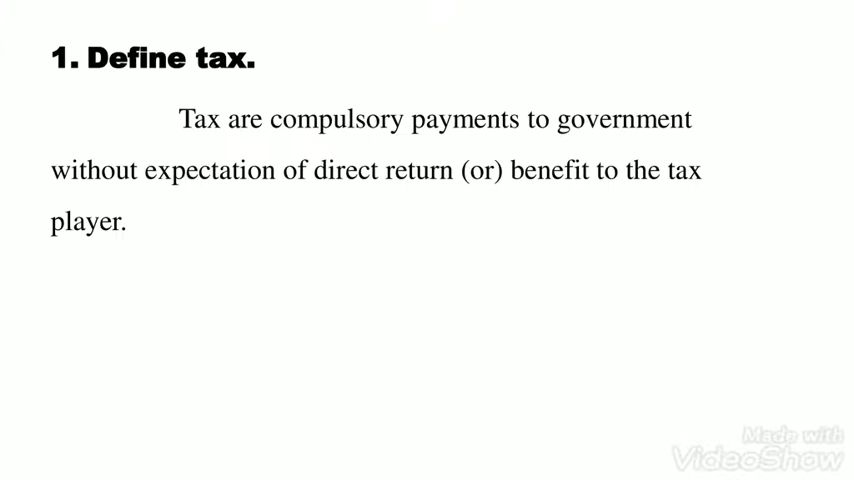 1. Define tax.
Tax are compulsory payments to government
without expectation of direct return (or) benefit to the tax
player.
Made with
VideoShow